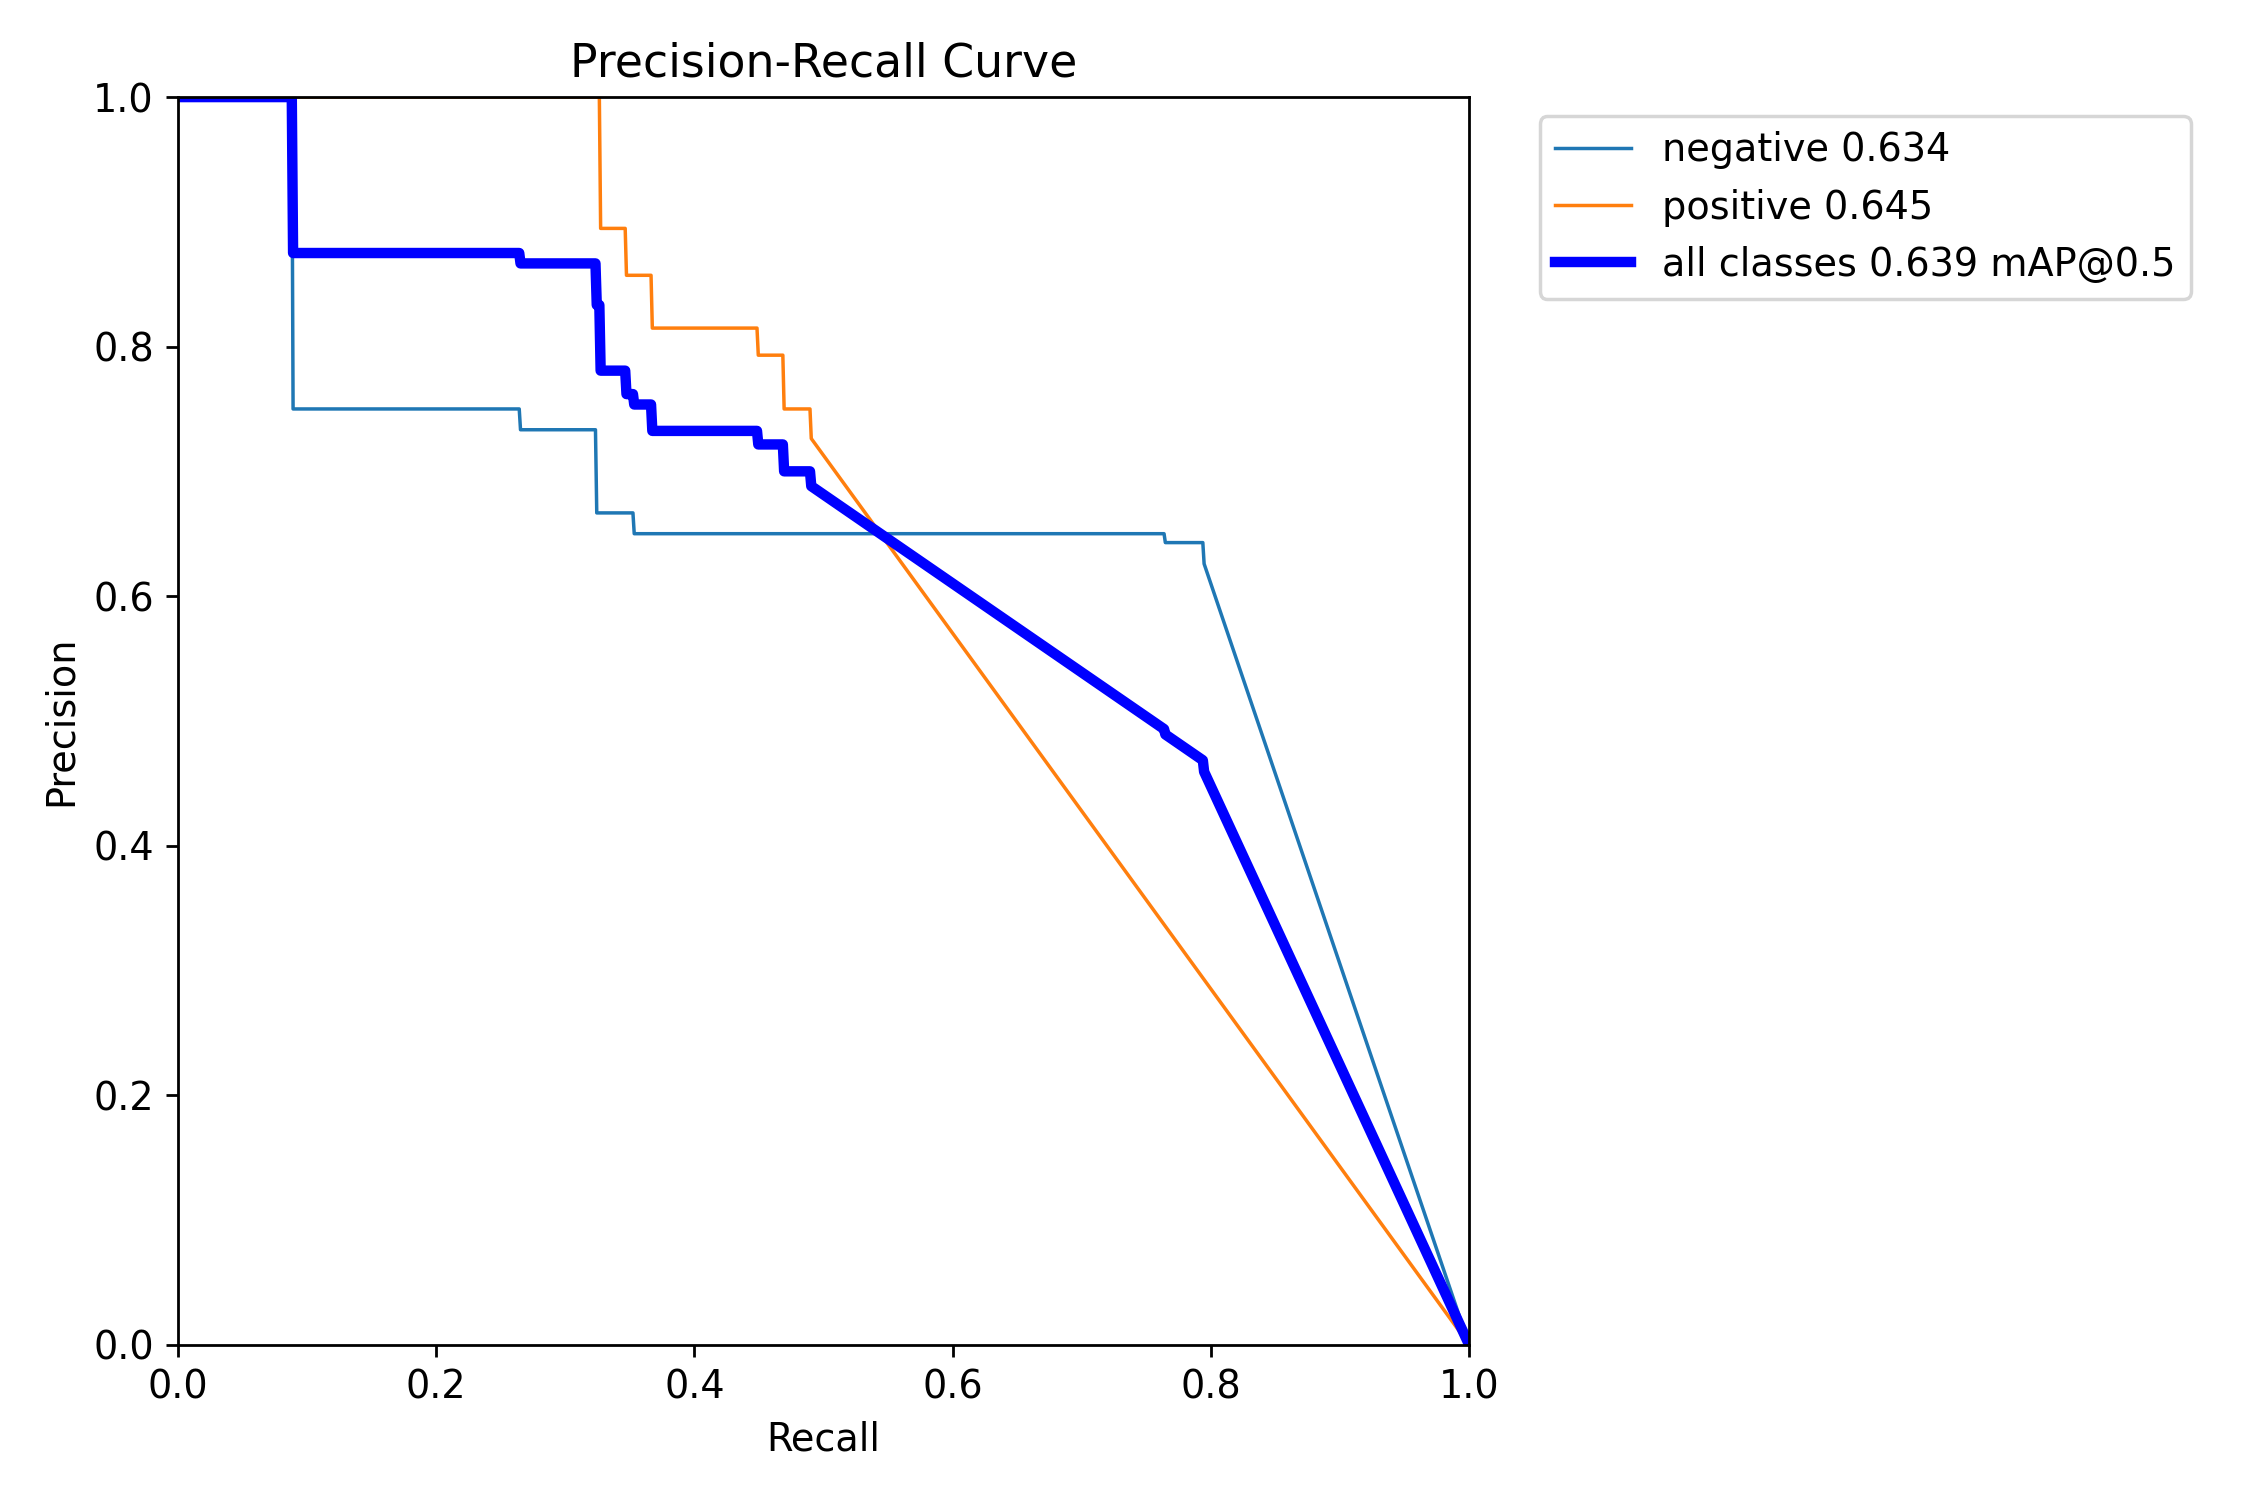 Precision-Recall Curve
negative 0.634
positive 0.645
all classes 0.639 mAP@0.5
Precision
1.0
0.8
0.6
0.4
0.2
0.0
0.0 0.2 0.4 0.6 0.8 1.0
Recall